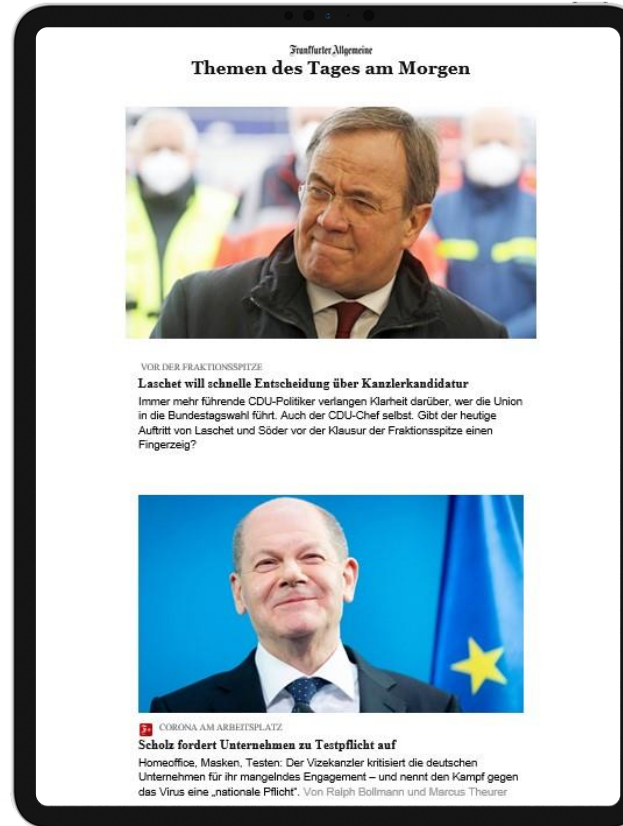 Frankfurter Allgemeine
Themen des Tages am Morgen
VOR DER FRAKTIONSSPITZE
Laschet will schnelle Entscheidung über Kanzlerkandidatur
Immer mehr führende CDU-Politiker verlangen Klarheit darüber, wer die Union
in die Bundestagswahl führt. Auch der CDU-Chef selbst. Gibt der heutige
Auftritt von Laschet und Söder vor der Klausur der Fraktionsspitze einen
Fingerzeig?
F+ CORONA AM ARBEITSPLATZ
Scholz fordert Unternehmen zu Testpflicht auf
Homeoffice, Masken, Testen: Der Vizekanzler kritisiert die deutschen
Unternehmen für ihr mangelndes Engagement – und nennt den Kampf gegen
das Virus eine „nationale Pflicht“. Von Ralph Bollmann und Marcus Theurer